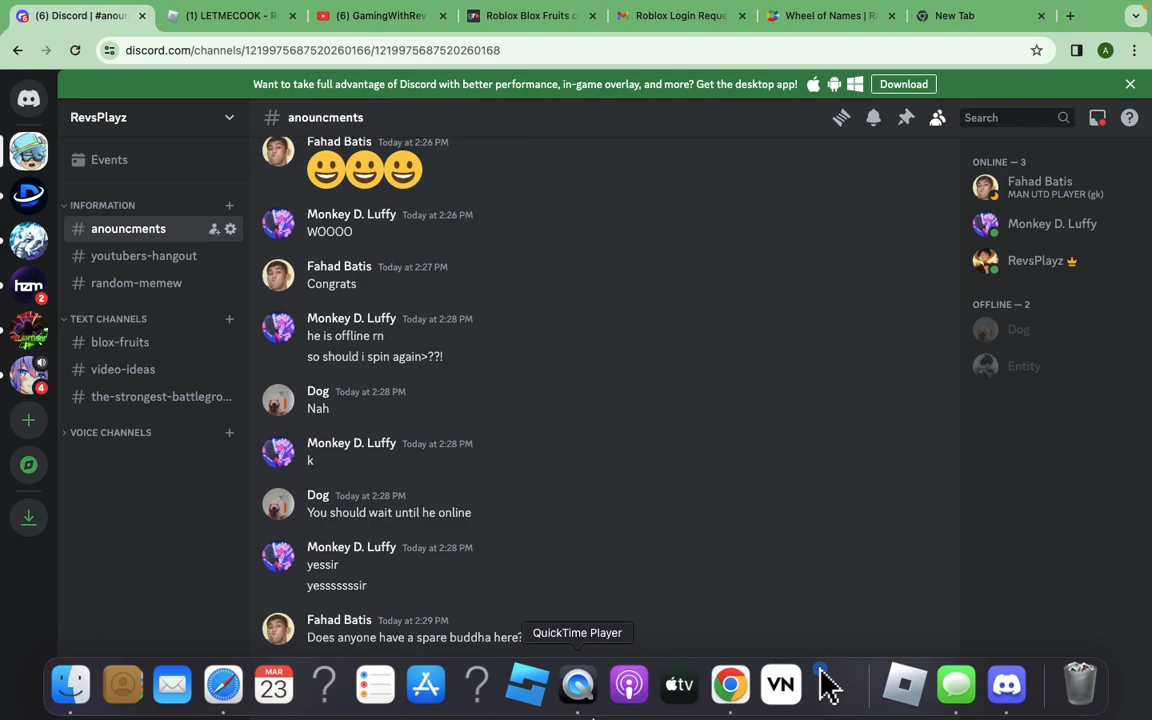 (6) Discord | #anour
(1) LETMECOOK - R
(6) GamingWithRev
Roblox Blox Fruits c
Roblox Login Reque
Wheel of Names | R
New Tab
discord.com/channels/1219975687520260166/1219975687520260168
A
Want to take full advantage of Discord with better performance, in-game overlay, and more? Get the desktop app!
Download
RevsPlayz
# anouncments
Search
Events
INFORMATION
# anouncments
# youtubers-hangout
# random-memew
TEXT CHANNELS
# blox-fruits
# video-ideas
# the-strongest-battlegro...
VOICE CHANNELS
hzm
2
4
Fahad Batis Today at 2:26 PM
😀😀😀
Monkey D. Luffy Today at 2:26 PM
WOOOO
Fahad Batis Today at 2:27 PM
Congrats
Monkey D. Luffy Today at 2:28 PM
he is offline rn
so should i spin again>??!
Dog Today at 2:28 PM
Nah
Monkey D. Luffy Today at 2:28 PM
k
Dog Today at 2:28 PM
You should wait until he online
Monkey D. Luffy Today at 2:28 PM
yessir
yesssssssir
Fahad Batis Today at 2:29 PM
Does anyone have a spare buddha here?
ONLINE — 3
Fahad Batis
MAN UTD PLAYER (gk)
Monkey D. Luffy
RevsPlayz
OFFLINE — 2
Dog
Entity
QuickTime Player
MAR
23
tv
VN